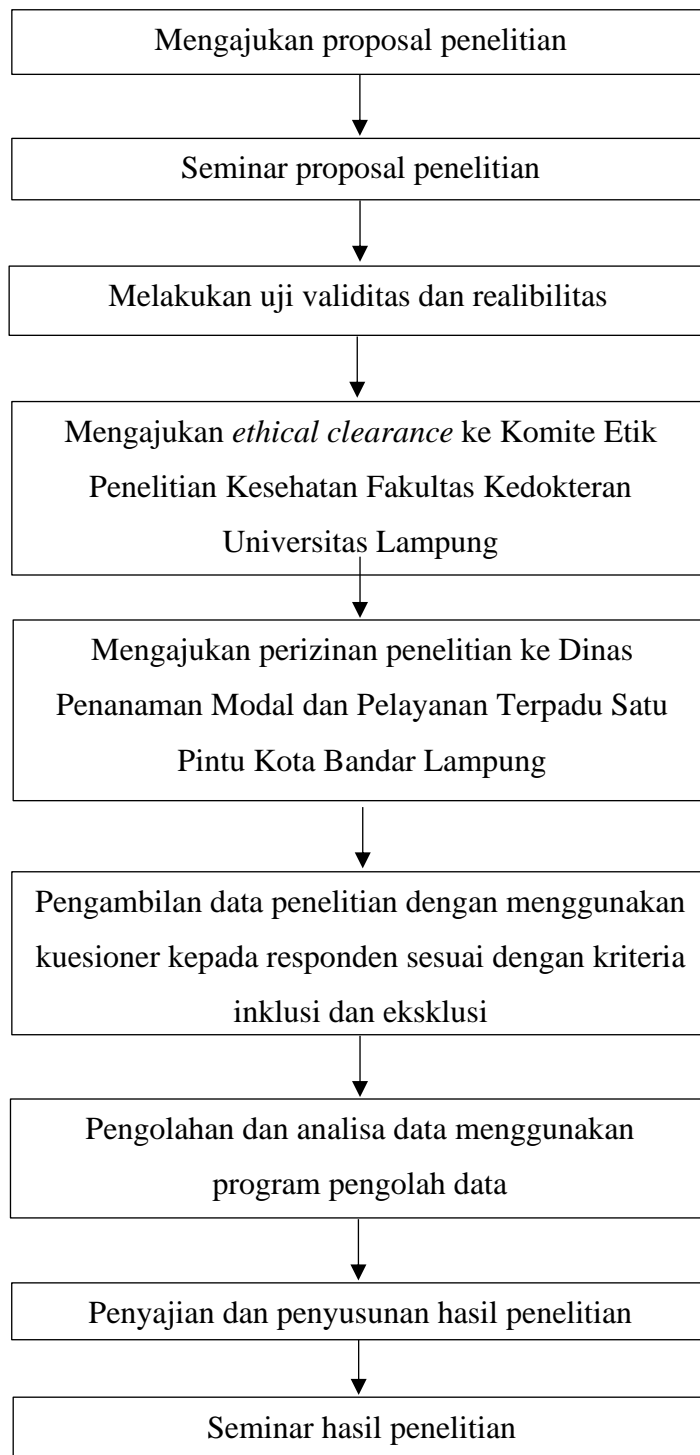 Mengajukan proposal penelitian
Seminar proposal penelitian
Melakukan uji validitas dan realibilitas
Mengajukan ethical clearance ke Komite Etik
Penelitian Kesehatan Fakultas Kedokteran
Universitas Lampung
Mengajukan perizinan penelitian ke Dinas
Penanaman Modal dan Pelayanan Terpadu Satu
Pintu Kota Bandar Lampung
Pengambilan data penelitian dengan menggunakan
kuesioner kepada responden sesuai dengan kriteria
inklusi dan eksklusi
Pengolahan dan analisa data menggunakan
program pengolah data
Penyajian dan penyusunan hasil penelitian
Seminar hasil penelitian